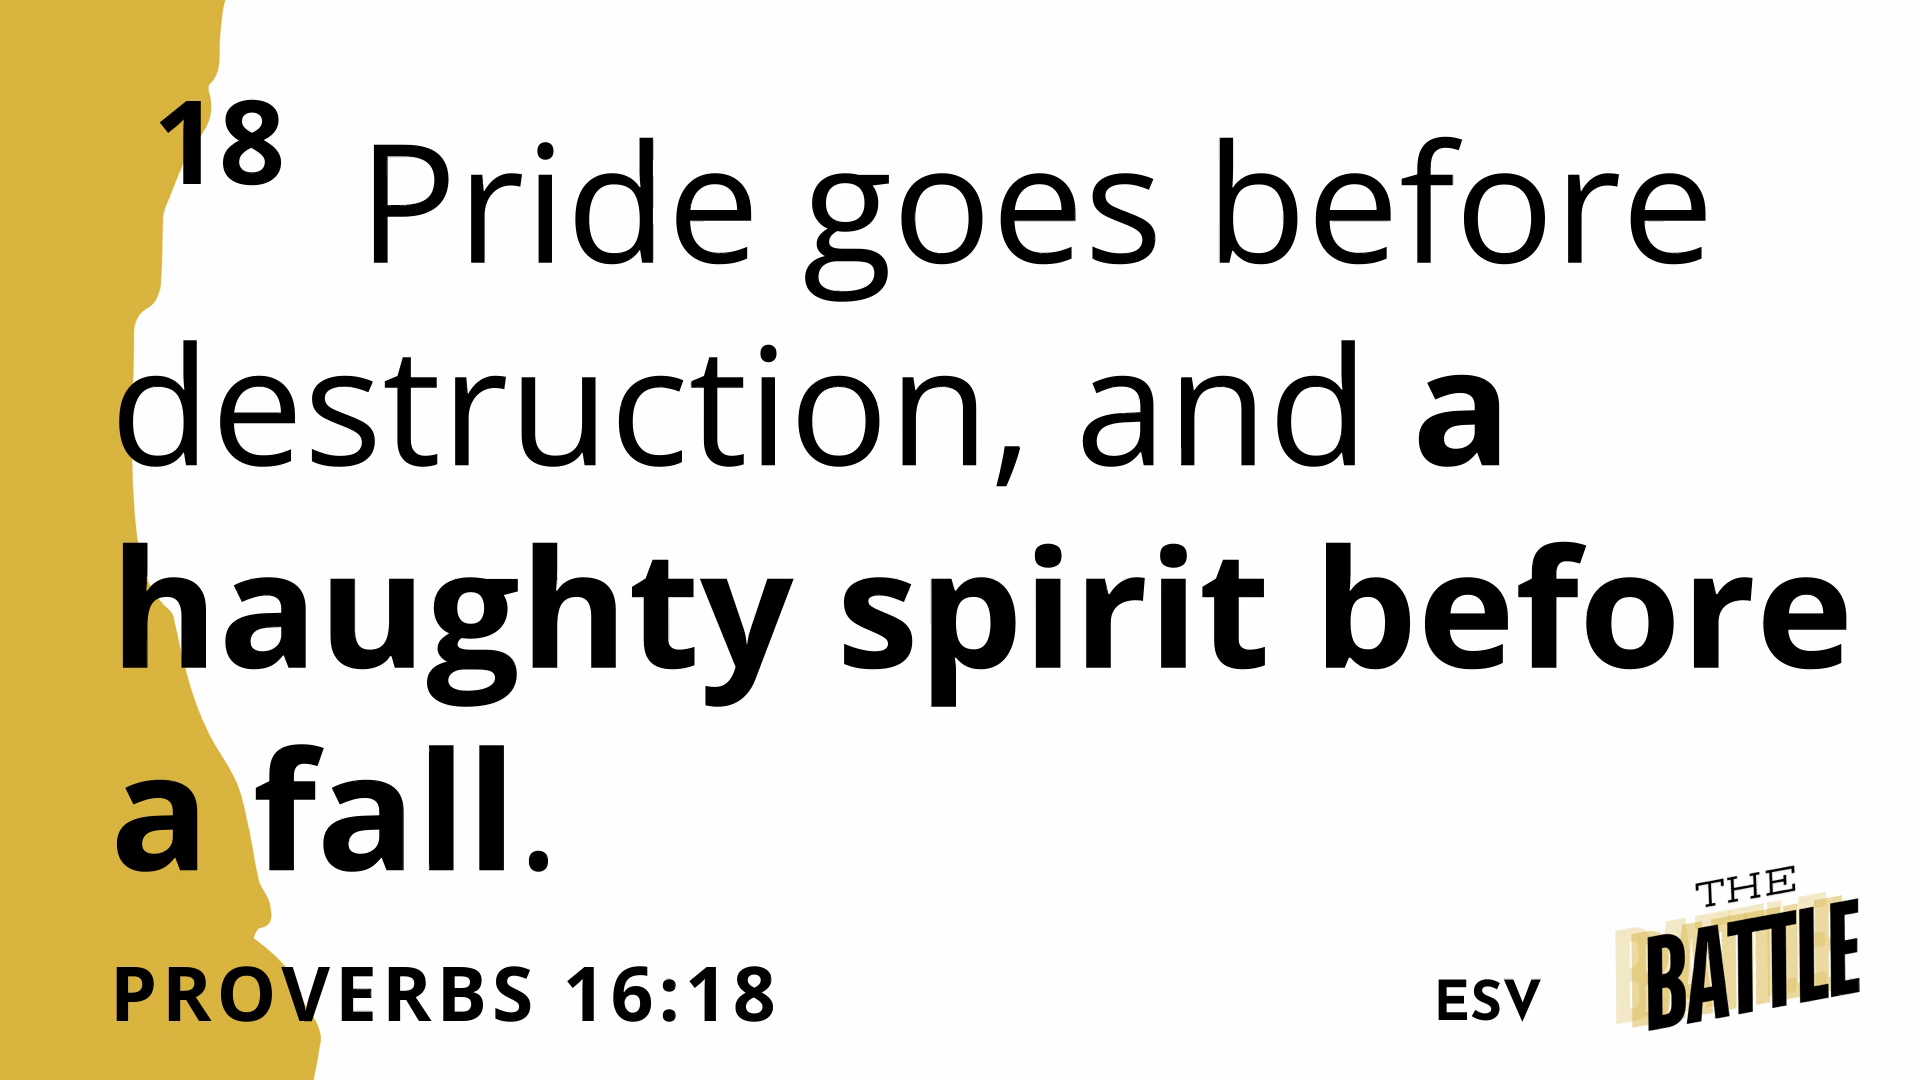 18 Pride goes before
destruction, and a
haughty spirit before
a fall.
PROVERBS 16:18
ESV
THE
BATTLE